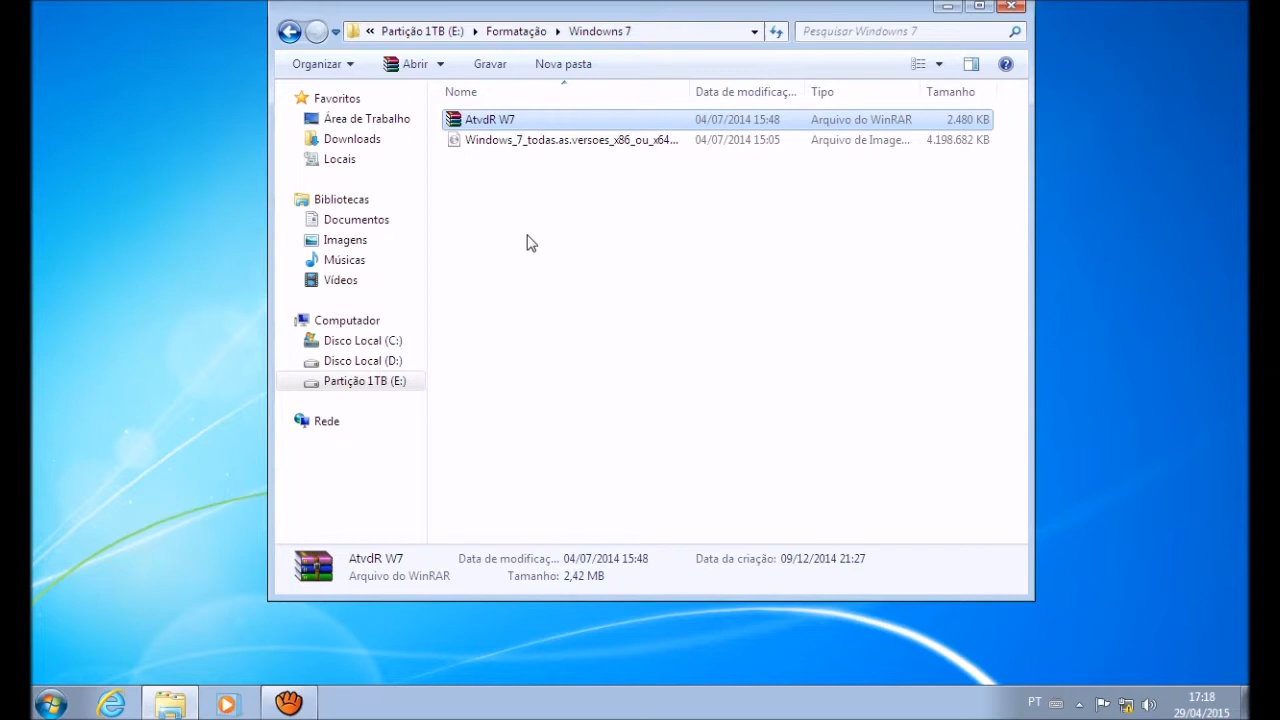 « Partição 1TB (E:) Formatação Windowns 7
Pesquisar Windowns 7
Organizar Abrir Gravar Nova pasta
Nome Data de modificaç... Tipo Tamanho
AtvdR W7 04/07/2014 15:48 Arquivo do WinRAR 2.480 KB
Windows_7_todas.as.versoes_x86_ou_x64... 04/07/2014 15:05 Arquivo de Image... 4.198.682 KB
Favoritos
Área de Trabalho
Downloads
Locais
Bibliotecas
Documentos
Imagens
Músicas
Vídeos
Computador
Disco Local (C:)
Disco Local (D:)
Partição 1TB (E:)
Rede
AtvdR W7 Data de modificaç... 04/07/2014 15:48 Data da criação: 09/12/2014 21:27
Arquivo do WinRAR Tamanho: 2,42 MB
PT
17:18
29/04/2015